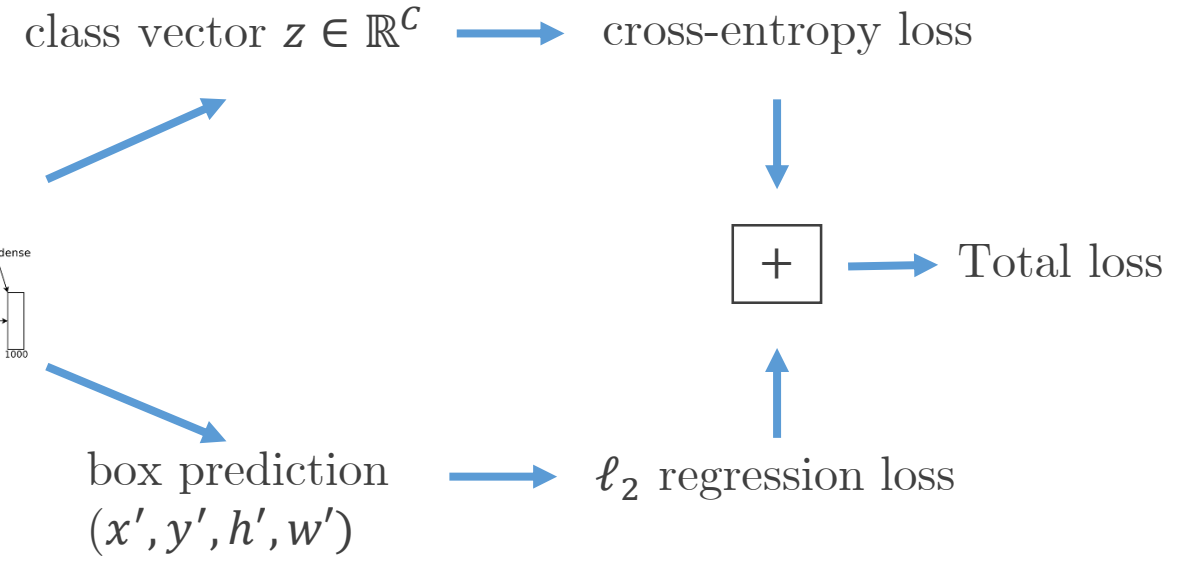 class vector z ∈ ℝ^C
cross-entropy loss
dense
+
Total loss
1000
box prediction
(x′, y′, h′, w′)
ℓ₂ regression loss